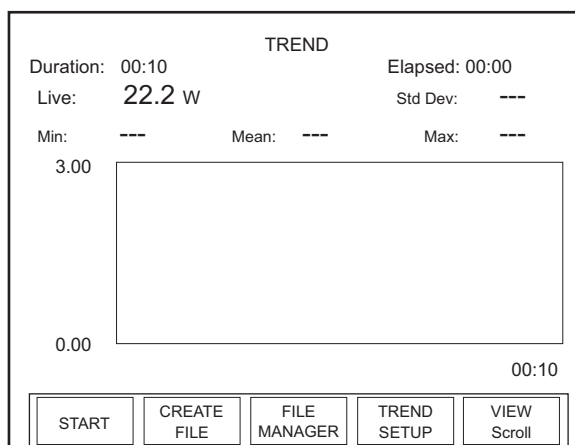 TREND
Duration: 00:10 Elapsed: 00:00
Live: 22.2 W Std Dev: ---
Min: --- Mean: --- Max: ---
3.00
0.00
00:10
START
CREATE
FILE
FILE
MANAGER
TREND
SETUP
VIEW
Scroll